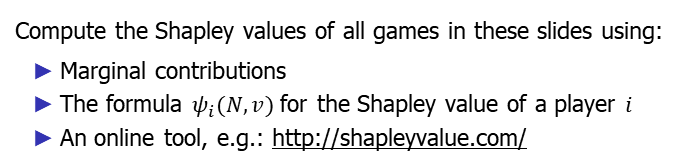 Compute the Shapley values of all games in these slides using:
▶ Marginal contributions
▶ The formula ψᵢ(N, v) for the Shapley value of a player i
▶ An online tool, e.g.: http://shapleyvalue.com/